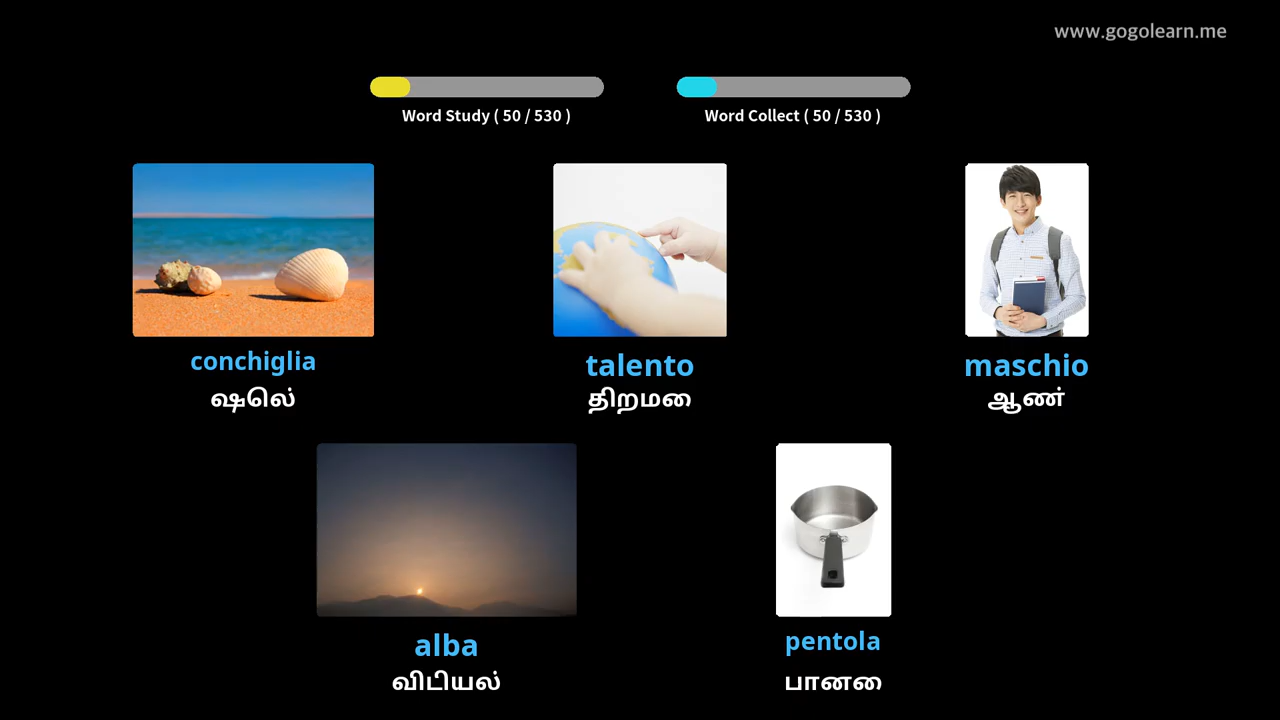 www.gogolearn.me
Word Study ( 50 / 530 )
Word Collect ( 50 / 530 )
conchiglia
ஷலெ்
talento
திறமை
maschio
ஆண்
alba
விடியல்
pentola
பானை